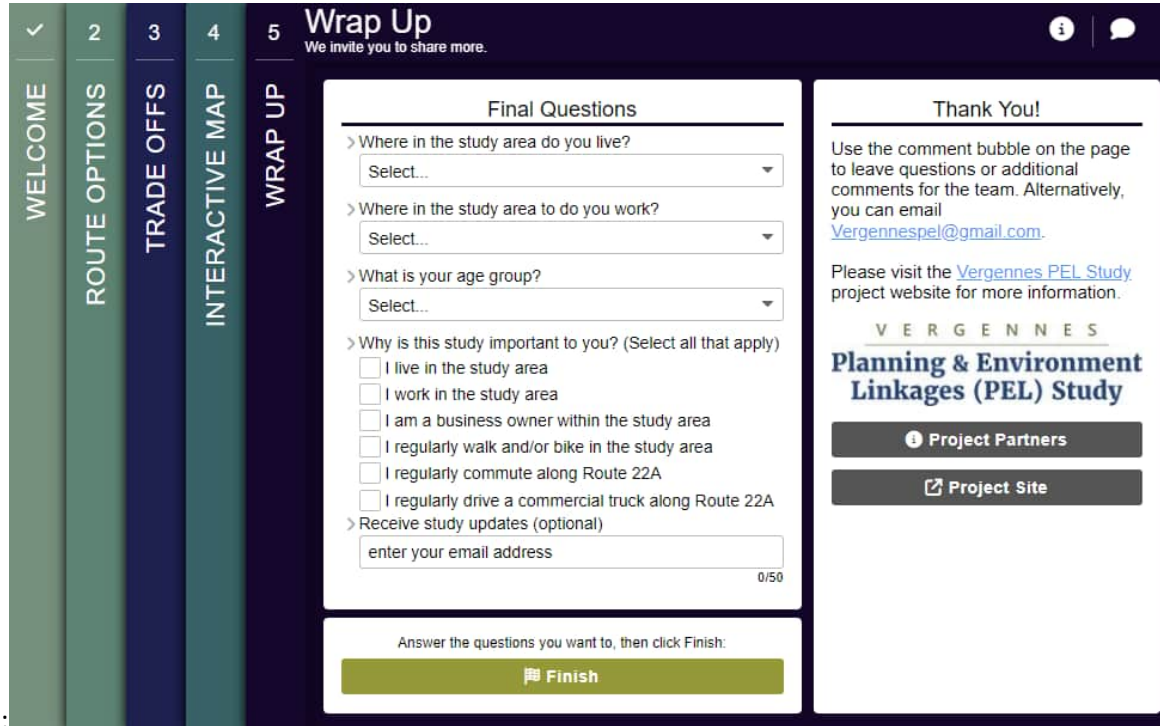 WELCOME
2
ROUTE OPTIONS
3
TRADE OFFS
4
INTERACTIVE MAP
5
WRAP UP
Wrap Up
We invite you to share more.
Final Questions
Where in the study area do you live?
Select...
Where in the study area to do you work?
Select...
What is your age group?
Select...
Why is this study important to you? (Select all that apply)
I live in the study area
I work in the study area
I am a business owner within the study area
I regularly walk and/or bike in the study area
I regularly commute along Route 22A
I regularly drive a commercial truck along Route 22A
Receive study updates (optional)
enter your email address
0/50
Answer the questions you want to, then click Finish:
Finish
Thank You!
Use the comment bubble on the page
to leave questions or additional
comments for the team. Alternatively,
you can email
Vergennespel@gmail.com.
Please visit the Vergennes PEL Study
project website for more information.
VERGENNES
Planning & Environment
Linkages (PEL) Study
Project Partners
Project Site